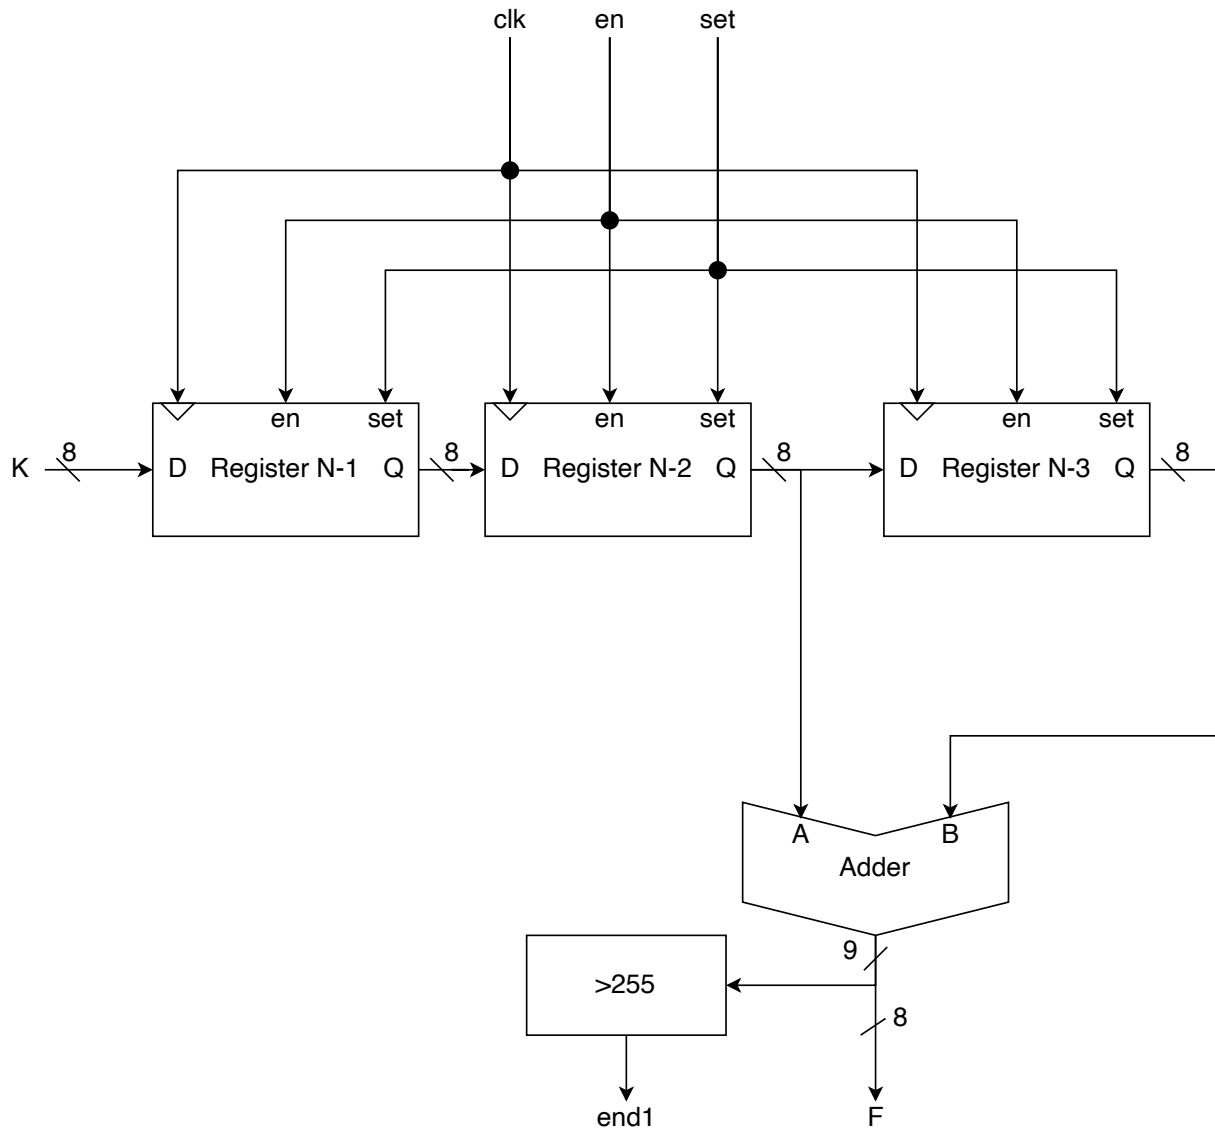 clk en set
en set en set en set
8 8 8 8
K D Register N-1 Q D Register N-2 Q D Register N-3 Q
A B
Adder
9
>255
8
end1 F